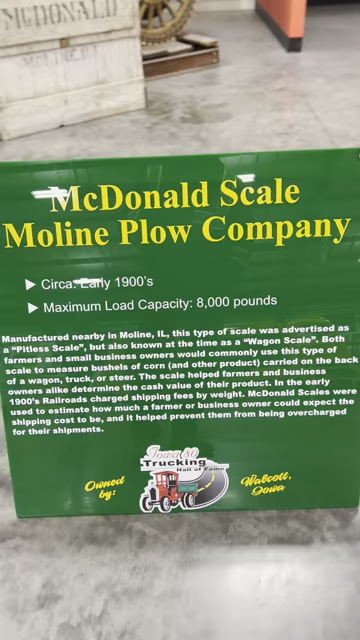 MCDONALD
MOLINE, ILL
McDonald Scale
Moline Plow Company
Circa: Early 1900's
Maximum Load Capacity: 8,000 pounds
Manufactured nearby in Moline, IL, this type of scale was advertised as
a "Pitless Scale", but also known at the time as a "Wagon Scale". Both
farmers and small business owners would commonly use this type of
scale to measure bushels of corn (and other product) carried on the back
of a wagon, truck, or steer. The scale helped farmers and business
owners alike determine the cash value of their product. In the early
1900's Railroads charged shipping fees by weight. McDonald Scales were
used to estimate how much a farmer or business owner could expect the
shipping cost to be, and it helped prevent them from being overcharged
for their shipments.
Iowa 80
Trucking
Hall of Fame
Owned
by:
Walcott,
Iowa